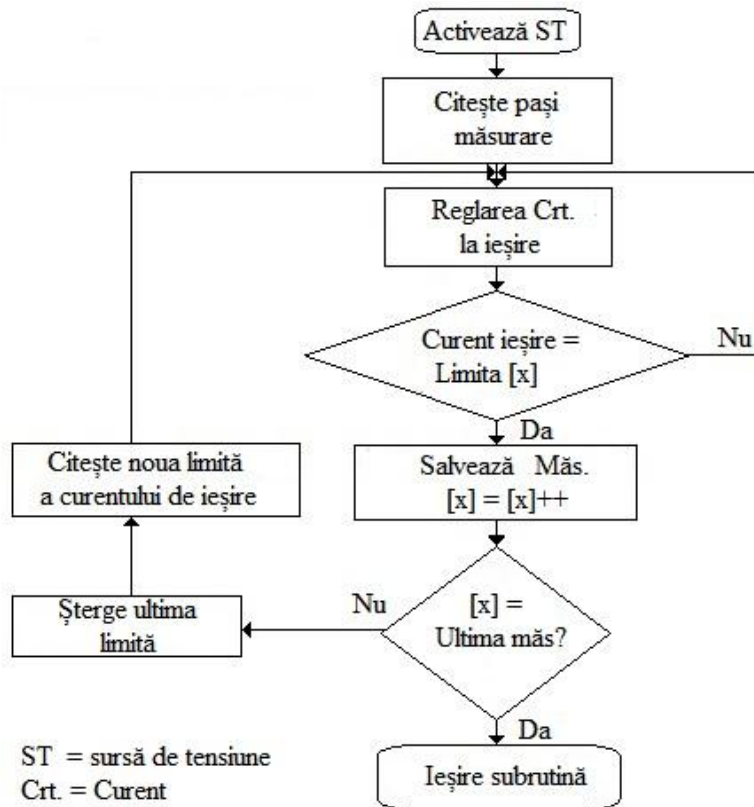 Activează ST
Citește pași
măsurare
Reglarea Crt.
la ieșire
Curent ieșire =
Limita [x]
Nu
Da
Salvează Măs.
[x] = [x]++
Citește noua limită
a curentului de ieșire
[x] =
Ultima măs?
Nu
Șterge ultima
limită
Da
Ieșire subrutină
ST = sursă de tensiune
Crt. = Curent